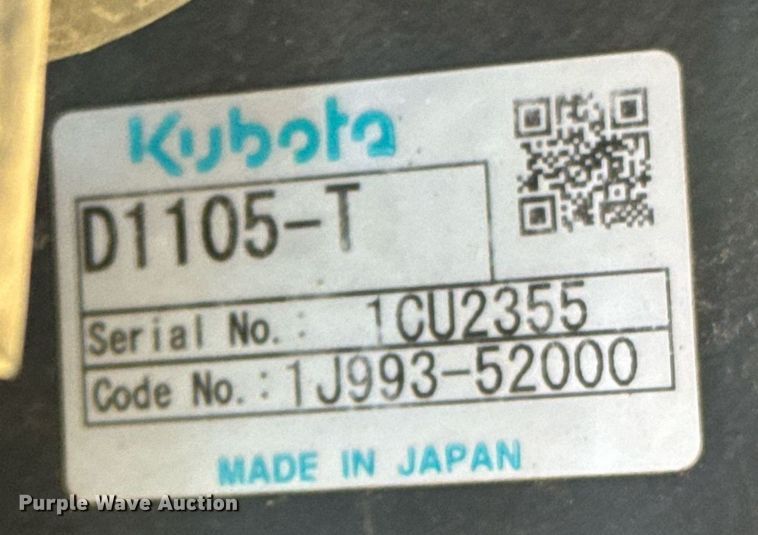 Kubota
D1105-T
Serial No.: 1CU2355
Code No.: 1J993-52000
MADE IN JAPAN
Purple Wave Auction